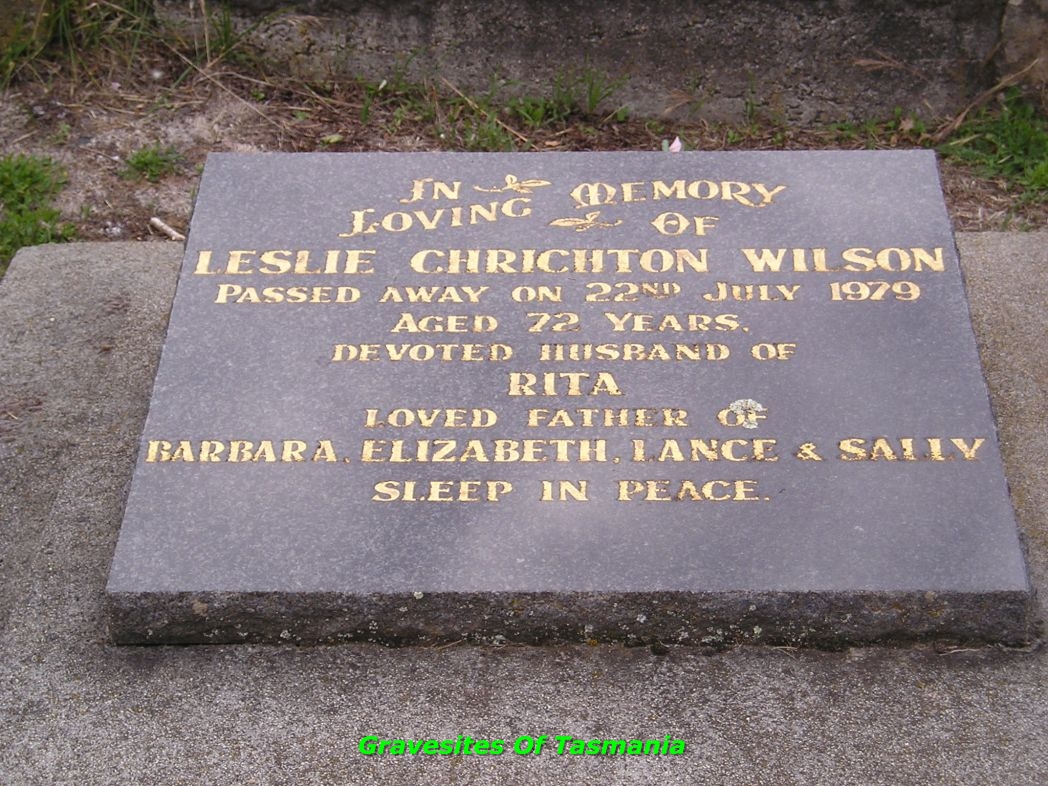 IN MEMORY
LOVING OF
LESLIE CHRICHTON WILSON
PASSED AWAY ON 22ND JULY 1979
AGED 72 YEARS.
DEVOTED HUSBAND OF
RITA
LOVED FATHER OF
BARBARA, ELIZABETH, LANCE & SALLY
SLEEP IN PEACE.
Gravesites Of Tasmania